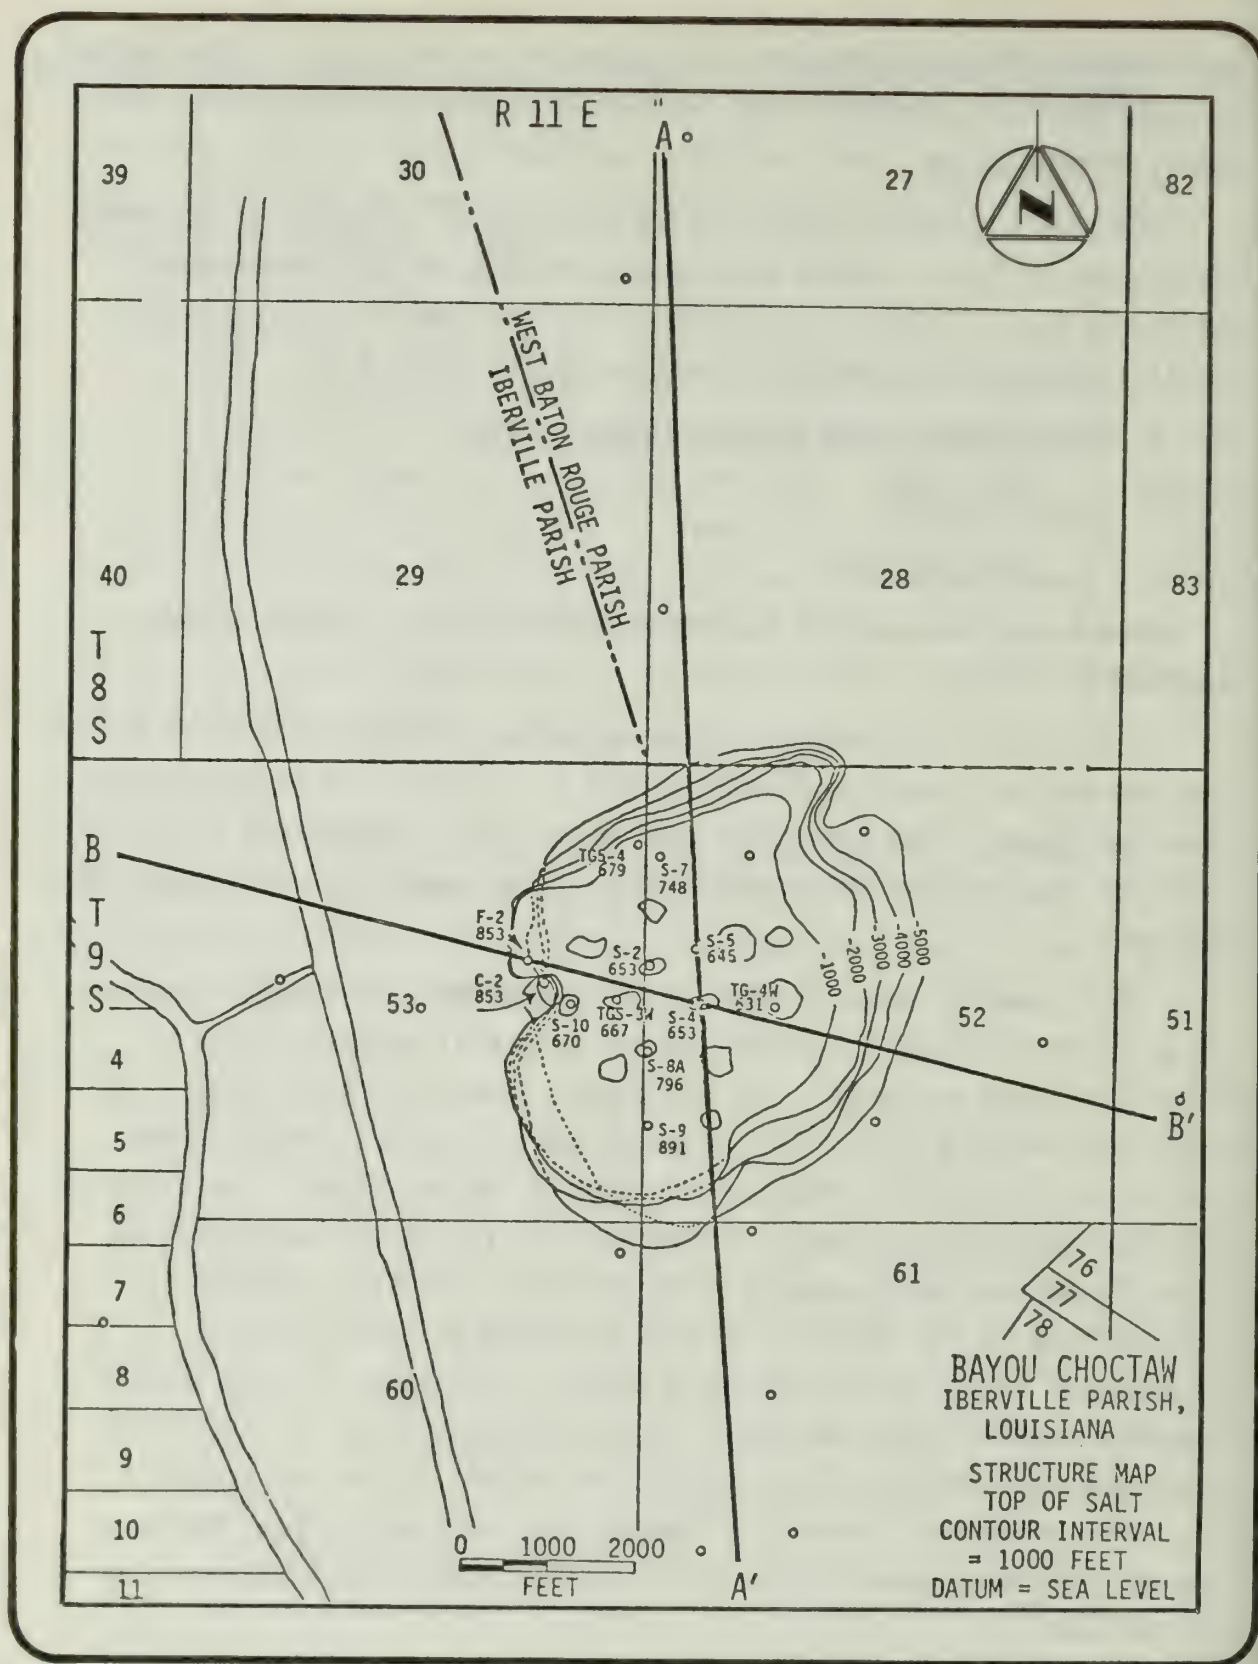 R 11 E
A
39
30
27
82
N
WEST BATON ROUGE PARISH
IBERVILLE PARISH
40
29
28
83
T
8
S
B
T
9
S
TGS-4
679
S-7
748
F-2
853
S-2
653
S-5
645
-1000
-2000
-3000
-4000
-5000
C-2
853
53
S-10
670
TGS-3W
667
S-4
653
TG-4W
52
51
S-8A
796
S-9
891
B'
4
5
6
7
8
9
10
11
60
61
76
77
78
BAYOU CHOCTAW
IBERVILLE PARISH,
LOUISIANA
STRUCTURE MAP
TOP OF SALT
CONTOUR INTERVAL
= 1000 FEET
DATUM = SEA LEVEL
0 1000 2000
FEET
A'